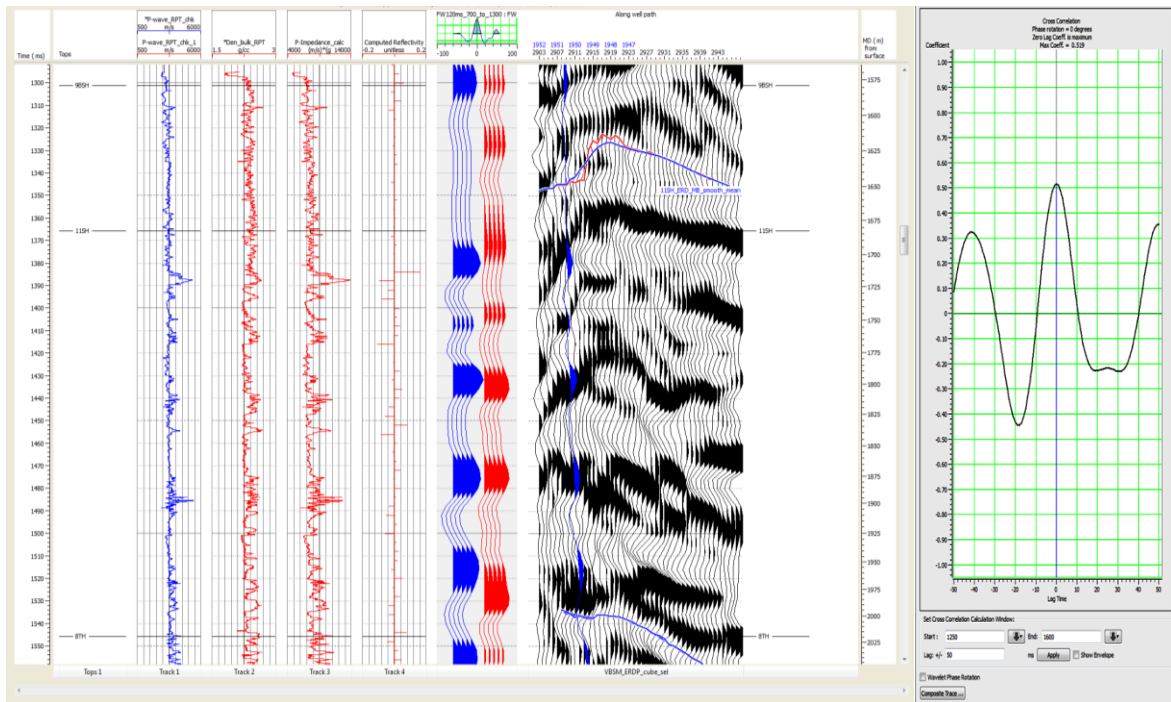 Time (ms)
Tops
*P-wave_RPT_chk
500 m/s 6000
P-wave_RPT_chk_1
500 m/s 6000
*Den_bulk_RPT
1.5 g/cc 3
P-Impedance_calc
4000 (m/s)*(g 14000
Computed Reflectivity
-0.2 unitless 0.2
FW120ms_700_to_1300 : FW
-100 0 100
Along well path
1952 1951 1950 1949 1948 1947
2903 2907 2911 2915 2919 2923 2927 2931 2935 2939 2943
MD (m)
from
surface
1300
1310
1320
1330
1340
1350
1360
1370
1380
1390
1400
1410
1420
1430
1440
1450
1460
1470
1480
1490
1500
1510
1520
1530
1540
1550
9BSH
11SH
8TH
11SH_ERD_MB_smooth_mean
1575
1600
1625
1650
1675
1700
1725
1750
1775
1800
1825
1850
1875
1900
1925
1950
1975
2000
2025
9BSH
11SH
8TH
Tops 1
Track 1
Track 2
Track 3
Track 4
VBSM_ERDP_cube_sel
Cross Correlation
Phase rotation = 0 degrees
Zero Lag Coeff. is maximum
Max Coeff. = 0.519
Coefficient
1.00
0.90
0.80
0.70
0.60
0.50
0.40
0.30
0.20
0.10
0
-0.10
-0.20
-0.30
-0.40
-0.50
-0.60
-0.70
-0.80
-0.90
-1.00
-50 -40 -30 -20 -10 0 10 20 30 40 50
Lag Time
Set Cross Correlation Calculation Window:
Start : 1250 End: 1600
Lag: +/- 50 ms Apply Show Envelope
Wavelet Phase Rotation
Composite Trace ...